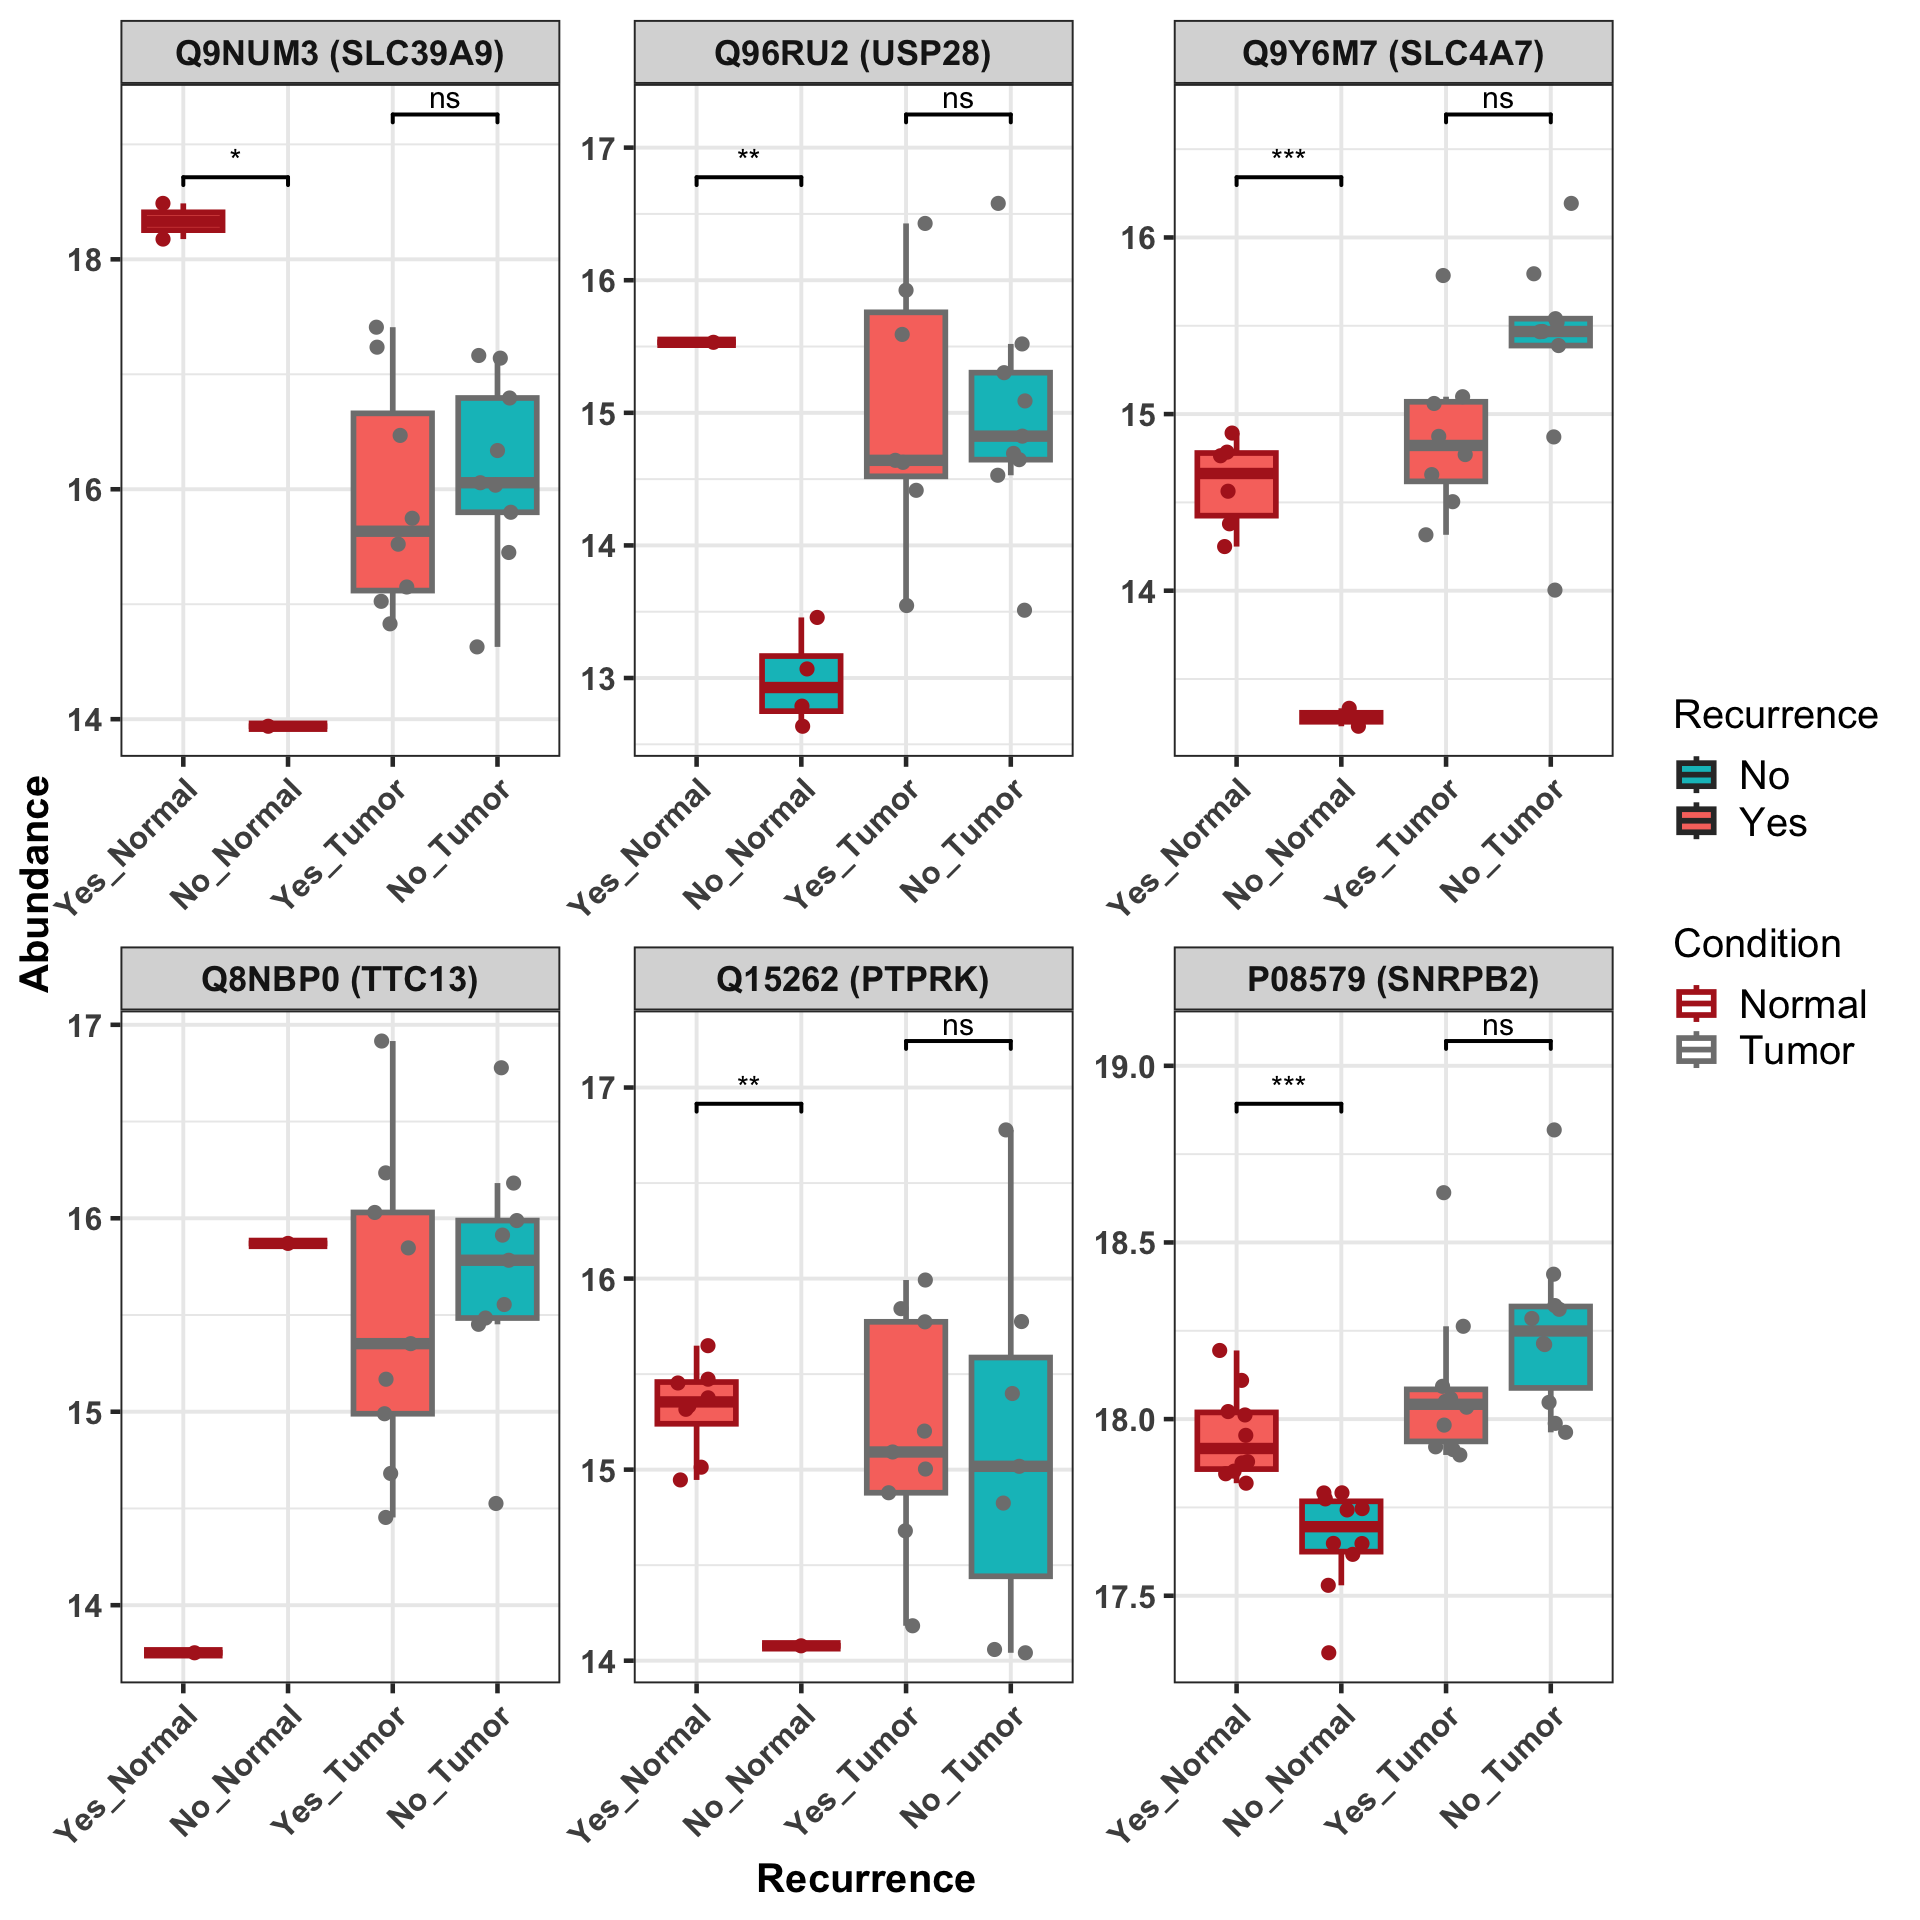 Q9NUM3 (SLC39A9)
Q96RU2 (USP28)
Q9Y6M7 (SLC4A7)
*
ns
18
16
14
Yes_Normal
No_Normal
Yes_Tumor
No_Tumor
**
ns
17
16
15
14
13
Yes_Normal
No_Normal
Yes_Tumor
No_Tumor
***
ns
16
15
14
Yes_Normal
No_Normal
Yes_Tumor
No_Tumor
Abundance
Q8NBP0 (TTC13)
Q15262 (PTPRK)
P08579 (SNRPB2)
17
16
15
14
Yes_Normal
No_Normal
Yes_Tumor
No_Tumor
**
ns
17
16
15
14
Yes_Normal
No_Normal
Yes_Tumor
No_Tumor
***
ns
19.0
18.5
18.0
17.5
Yes_Normal
No_Normal
Yes_Tumor
No_Tumor
Recurrence
Recurrence
No
Yes
Condition
Normal
Tumor